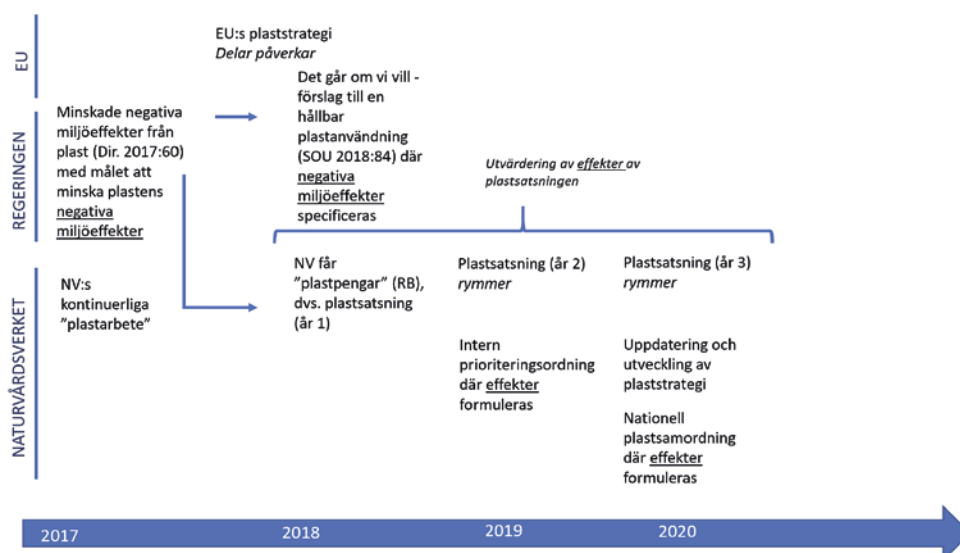 EU
EU:s plaststrategi
Delar påverkar
REGERINGEN
Minskade negativa
miljöeffekter från
plast (Dir. 2017:60)
med målet att
minska plastens
negativa
miljöeffekter
Det går om vi vill -
förslag till en
hållbar
plastanvändning
(SOU 2018:84) där
negativa
miljöeffekter
specificeras
Utvärdering av effekter av
plastsatsningen
NATURVÅRDSVERKET
NV:s
kontinuerliga
”plastarbete”
NV får
”plastpengar” (RB),
dvs. plastsatsning
(år 1)
Plastsatsning (år 2)
rymmer
Intern
prioriteringsordning
där effekter
formuleras
Plastsatsning (år 3)
rymmer
Uppdatering och
utveckling av
plaststrategi
Nationell
plastsamordning
där effekter
formuleras
2017
2018
2019
2020